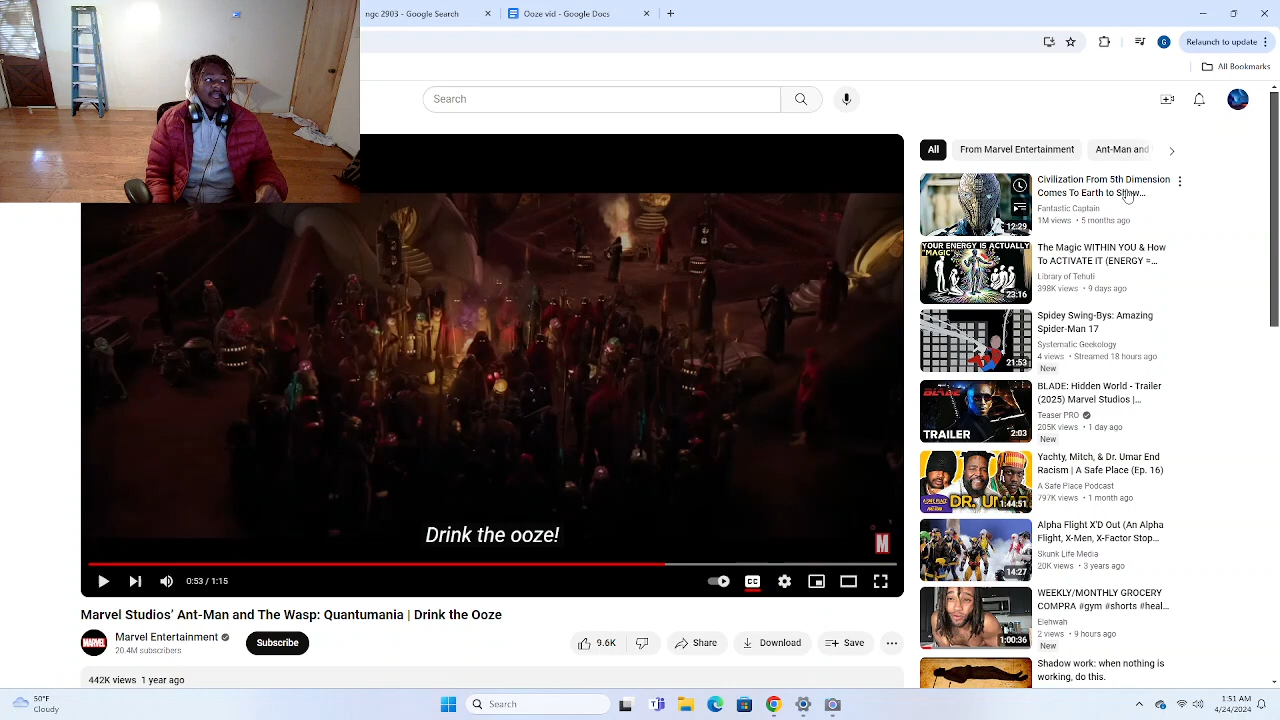 ngc 2903 - Google Search
Ooze vid - Google Docs
Relaunch to update
All Bookmarks
Search
All
From Marvel Entertainment
Ant-Man and
Civilization From 5th Dimension
Comes To Earth to Show...
Fantastic Captain
1M views • 5 months ago
12:29
YOUR ENERGY IS ACTUALLY
"MAGIC"
23:16
The Magic WITHIN YOU & How
To ACTIVATE IT (ENERGY =...
Library of Tehuti
398K views • 9 days ago
21:53
Spidey Swing-Bys: Amazing
Spider-Man 17
Systematic Geekology
4 views • Streamed 18 hours ago
New
BLADE
TRAILER
2:03
BLADE: Hidden World - Trailer
(2025) Marvel Studios |...
Teaser PRO
205K views • 1 day ago
New
DR. UMAR
1:44:51
Yachty, Mitch, & Dr. Umar End
Racism | A Safe Place (Ep. 16)
A Safe Place Podcast
797K views • 1 month ago
14:27
Alpha Flight X'D Out (An Alpha
Flight, X-Men, X-Factor Stop...
Skunk Life Media
20K views • 3 years ago
1:00:36
WEEKLY/MONTHLY GROCERY
COMPRA #gym #shorts #heal...
Elenwah
2 views • 9 hours ago
New
Shadow work: when nothing is
working, do this.
Drink the ooze!
M
0:53 / 1:15
CC
Marvel Studios' Ant-Man and The Wasp: Quantumania | Drink the Ooze
MARVEL
Marvel Entertainment
20.4M subscribers
Subscribe
9.6K
Share
Download
Save
442K views 1 year ago
50°F
Cloudy
Search
1:51 AM
4/24/2024